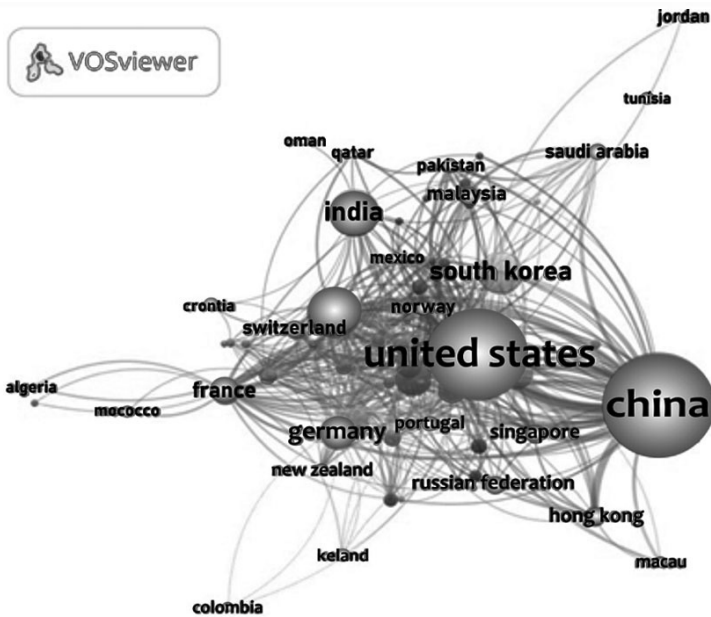 jordan
VOSviewer
tunisia
oman
qatar
saudi arabia
pakistan
malaysia
india
mexico
south korea
crontia
norway
switzerland
united states
algeria
france
china
mococco
portugal
germany
singapore
new zealand
russian federation
hong kong
keland
macau
colombia